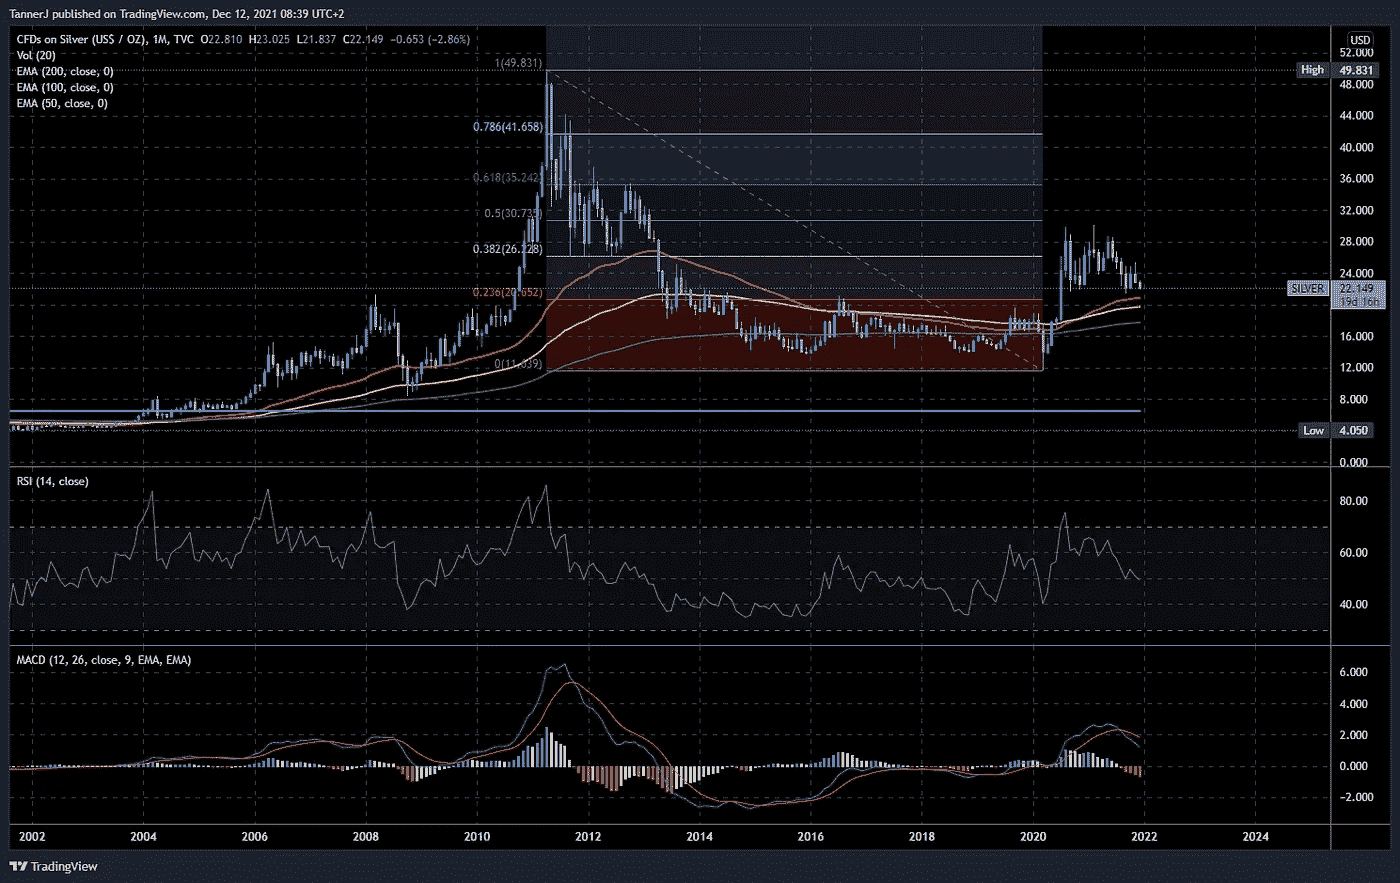 TannerJ published on TradingView.com, Dec 12, 2021 08:39 UTC+2
CFDs on Silver (US$ / OZ), 1M, TVC O22.810 H23.025 L21.837 C22.149 −0.653 (−2.86%)
Vol (20)
EMA (200, close, 0)
EMA (100, close, 0)
EMA (50, close, 0)
1(49.831)
0.786(41.658)
0.618(35.242)
0.5(30.735)
0.382(26.228)
0.236(20.652)
0(11.639)
USD
52.000
High 49.831
48.000
44.000
40.000
36.000
32.000
28.000
24.000
SILVER 22.149
19d 16h
16.000
12.000
8.000
Low 4.050
0.000
RSI (14, close)
80.00
60.00
40.00
MACD (12, 26, close, 9, EMA, EMA)
6.000
4.000
2.000
0.000
−2.000
2002 2004 2006 2008 2010 2012 2014 2016 2018 2020 2022 2024
TradingView